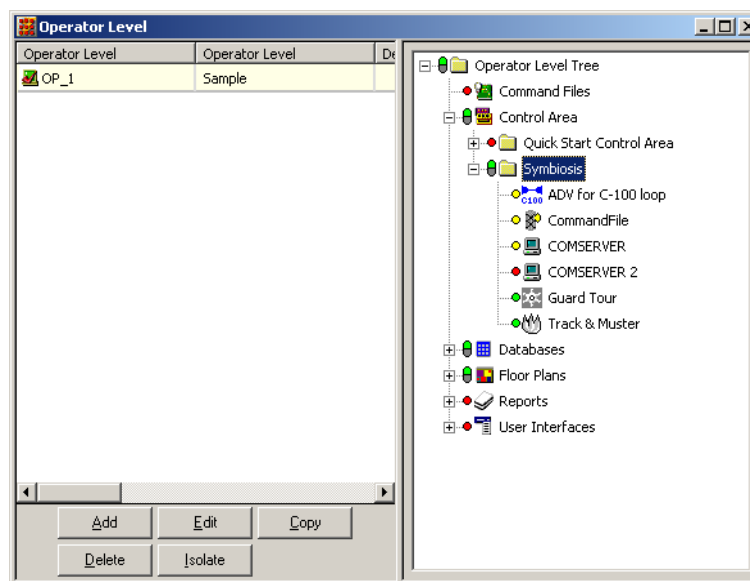 Operator Level
Operator Level Operator Level De
OP_1 Sample
Add Edit Copy
Delete Isolate
Operator Level Tree
Command Files
Control Area
Quick Start Control Area
Symbiosis
C100 ADV for C-100 loop
CommandFile
COMSERVER
COMSERVER 2
Guard Tour
Track & Muster
Databases
Floor Plans
Reports
User Interfaces